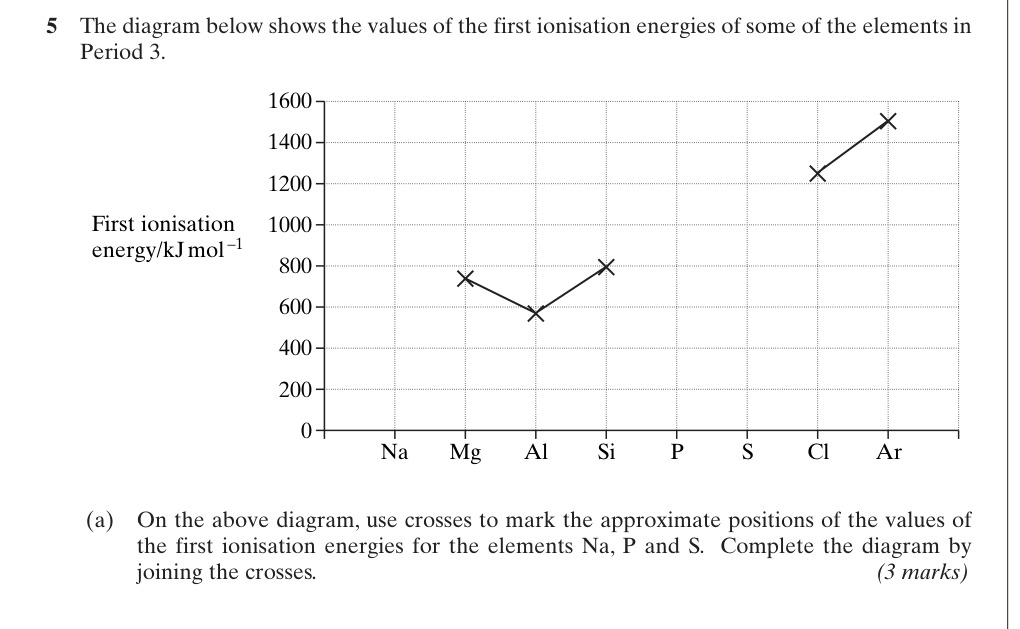 5 The diagram below shows the values of the first ionisation energies of some of the elements in
Period 3.
1600
1400
1200
First ionisation
energy/kJ mol⁻¹
1000
800
600
400
200
0
Na Mg Al Si P S Cl Ar
(a) On the above diagram, use crosses to mark the approximate positions of the values of
the first ionisation energies for the elements Na, P and S. Complete the diagram by
joining the crosses. (3 marks)